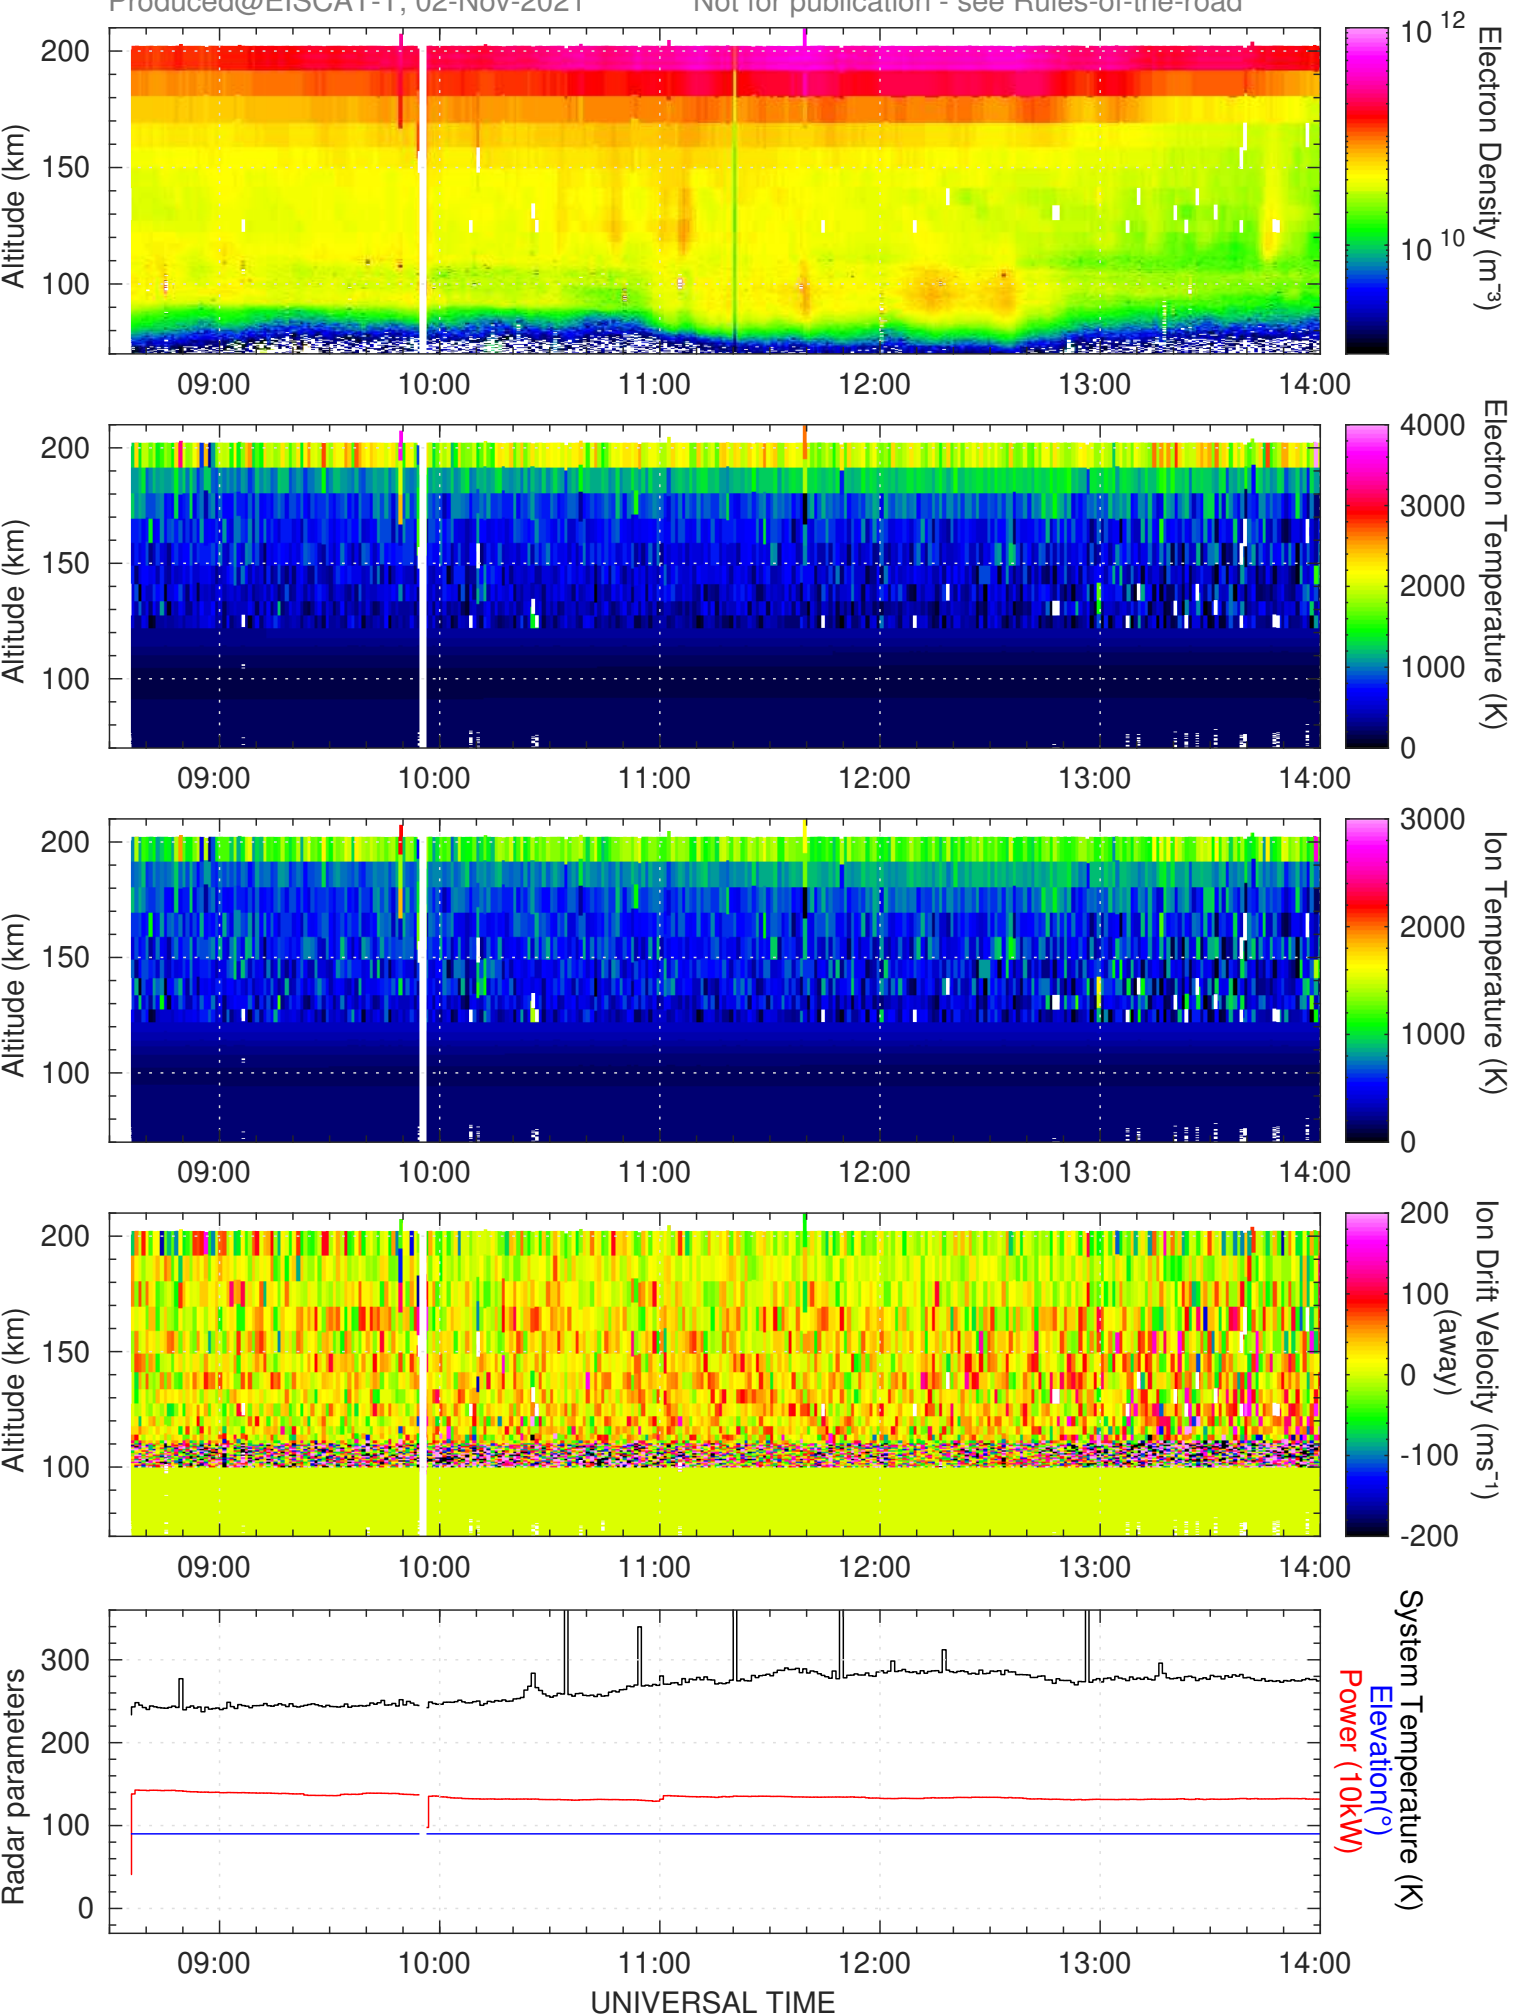 Produced@EISCAT-T, 02-Nov-2021 Not for publication - see Rules-of-the-road
200
150
100
Altitude (km)
09:00 10:00 11:00 12:00 13:00 14:00
10 12
10 10
Electron Density (m⁻³)
200
150
100
Altitude (km)
09:00 10:00 11:00 12:00 13:00 14:00
4000
3000
2000
1000
0
Electron Temperature (K)
200
150
100
Altitude (km)
09:00 10:00 11:00 12:00 13:00 14:00
3000
2000
1000
0
Ion Temperature (K)
200
150
100
Altitude (km)
09:00 10:00 11:00 12:00 13:00 14:00
200
100
0
-100
-200
Ion Drift Velocity (ms⁻¹)
(away)
300
200
100
0
Radar parameters
09:00 10:00 11:00 12:00 13:00 14:00
System Temperature (K)
Elevation(°)
Power (10kW)
UNIVERSAL TIME